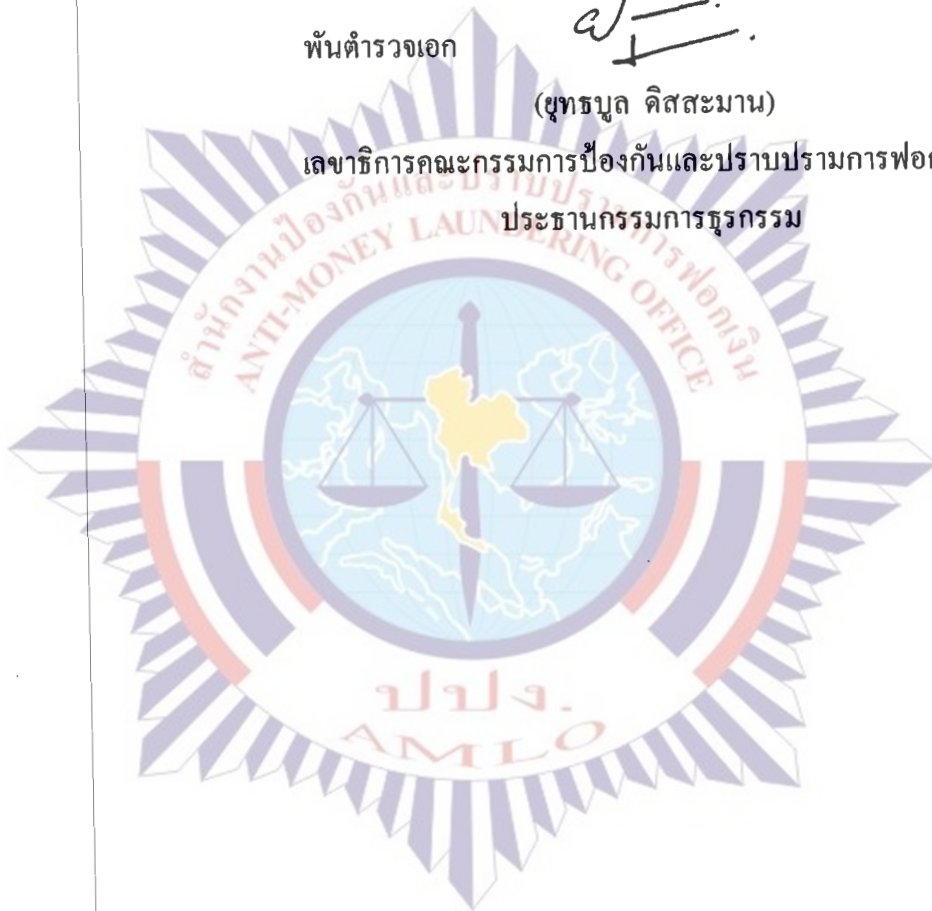 พันตำรวจเอก
(ยุทธบูล ดิสสะมาน)
เลขาธิการคณะกรรมการป้องกันและปราบปรามการฟอก
ประธานกรรมการธุรกรรม
สำนักงานป้องกันและปราบปรามการฟอกเงิน
ANTI-MONEY LAUNDERING OFFICE
ปปง.
AMLO